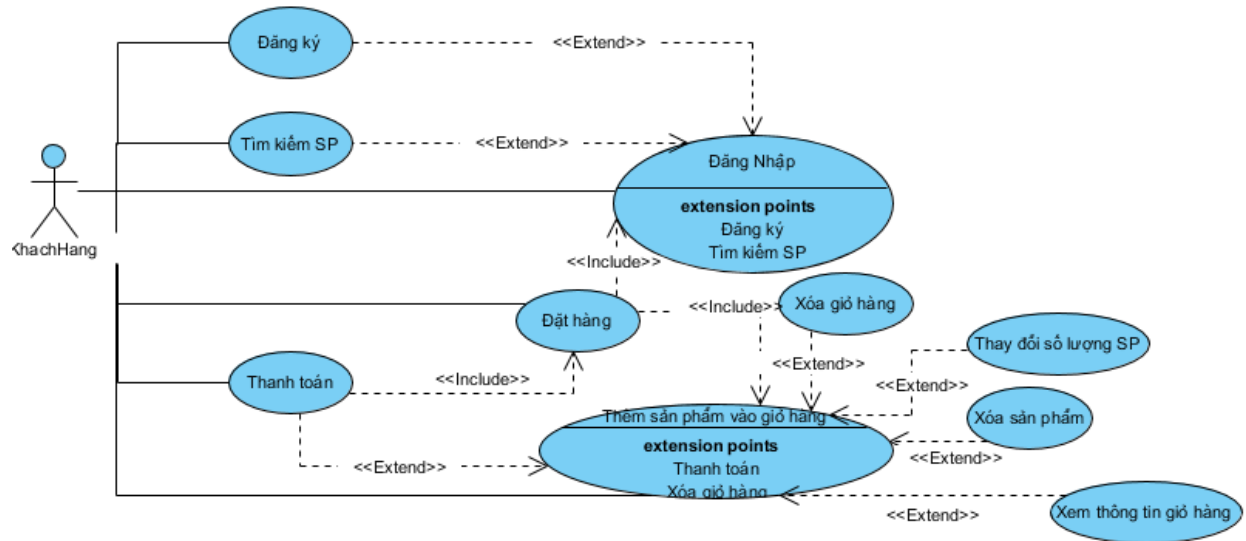 Đăng ký
<<Extend>>
Tìm kiếm SP
<<Extend>>
Đăng Nhập
extension points
Đăng ký
Tìm kiếm SP
KhachHang
<<Include>>
Đặt hàng
<<Include>>
Xóa giỏ hàng
Thay đổi số lượng SP
<<Extend>>
<<Extend>>
Thanh toán
<<Include>>
Thêm sản phẩm vào giỏ hàng
extension points
Thanh toán
Xóa giỏ hàng
Xóa sản phẩm
<<Extend>>
<<Extend>>
Xem thông tin giỏ hàng
<<Extend>>